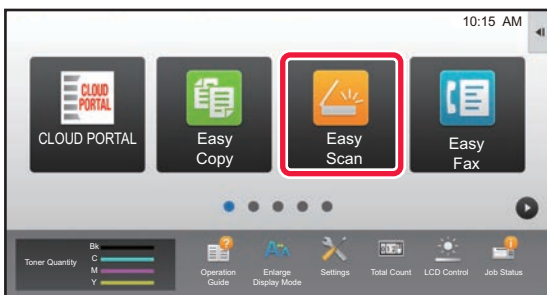 10:15 AM
CLOUD
PORTAL
CLOUD PORTAL
Easy
Copy
Easy
Scan
Easy
Fax
Toner Quantity
Bk
C
M
Y
Operation
Guide
Enlarge
Display Mode
Settings
Total Count
LCD Control
Job Status